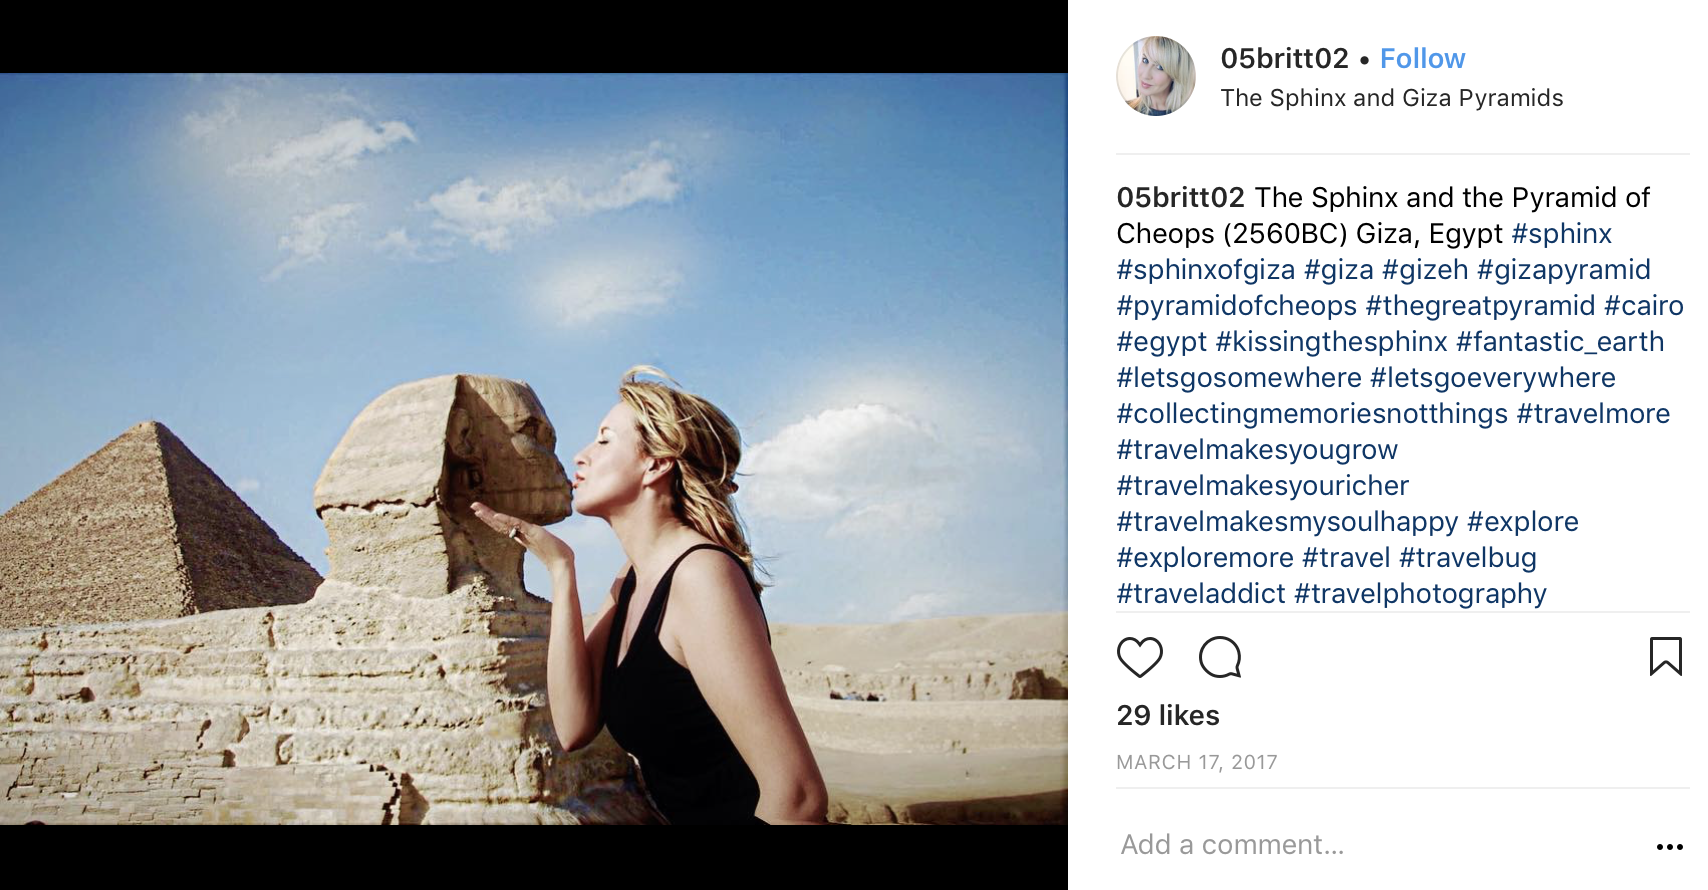 05britt02 • Follow
The Sphinx and Giza Pyramids
05britt02 The Sphinx and the Pyramid of
Cheops (2560BC) Giza, Egypt #sphinx
#sphinxofgiza #giza #gizeh #gizapyramid
#pyramidofcheops #thegreatpyramid #cairo
#egypt #kissingthesphinx #fantastic_earth
#letsgosomewhere #letsgoeverywhere
#collectingmemoriesnotthings #travelmore
#travelmakesyougrow
#travelmakesyouricher
#travelmakesmysoulhappy #explore
#exploremore #travel #travelbug
#traveladdict #travelphotography
29 likes
MARCH 17, 2017
Add a comment...